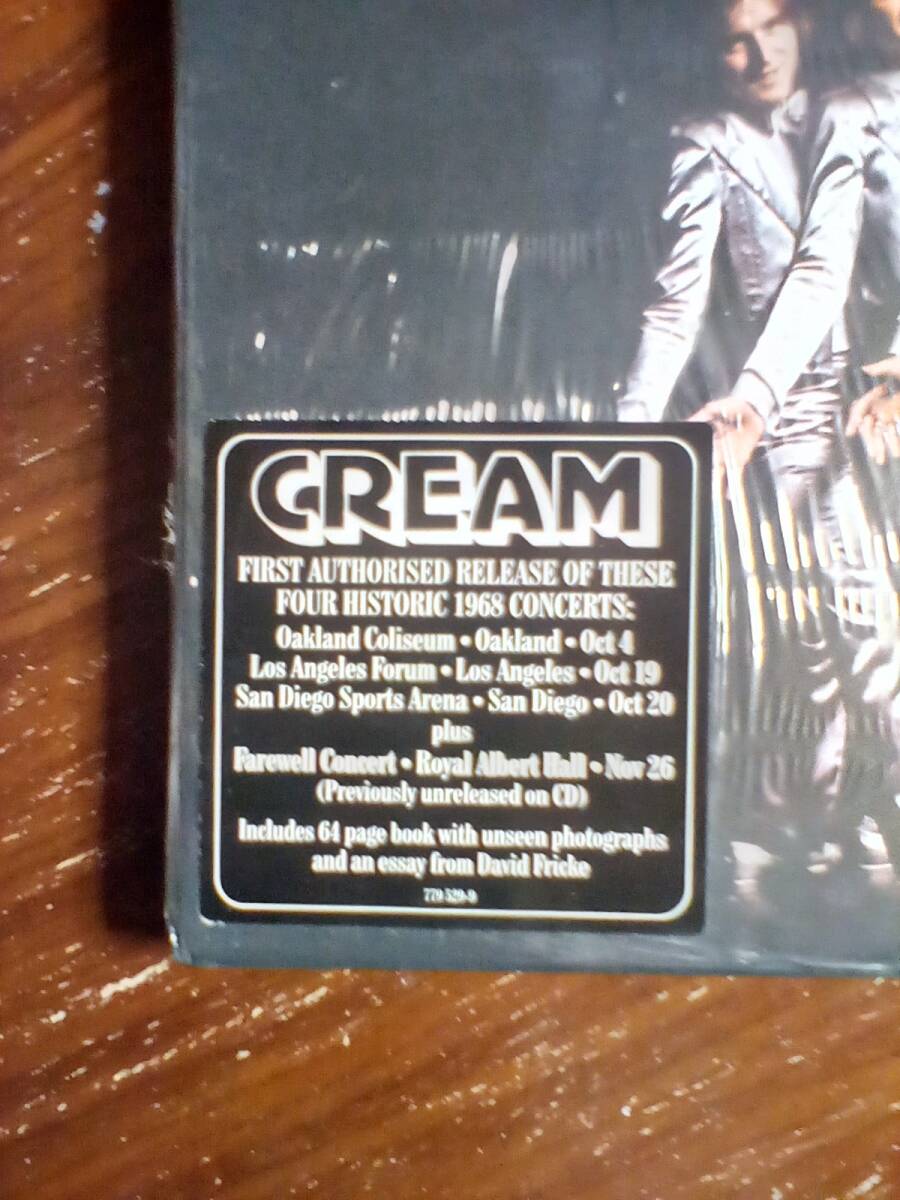 CREAM
FIRST AUTHORISED RELEASE OF THESE
FOUR HISTORIC 1968 CONCERTS:
Oakland Coliseum • Oakland • Oct 4
Los Angeles Forum • Los Angeles • Oct 19
San Diego Sports Arena • San Diego • Oct 20
plus
Farewell Concert • Royal Albert Hall • Nov 26
(Previously unreleased on CD)
Includes 64 page book with unseen photographs
and an essay from David Fricke
779 529-9